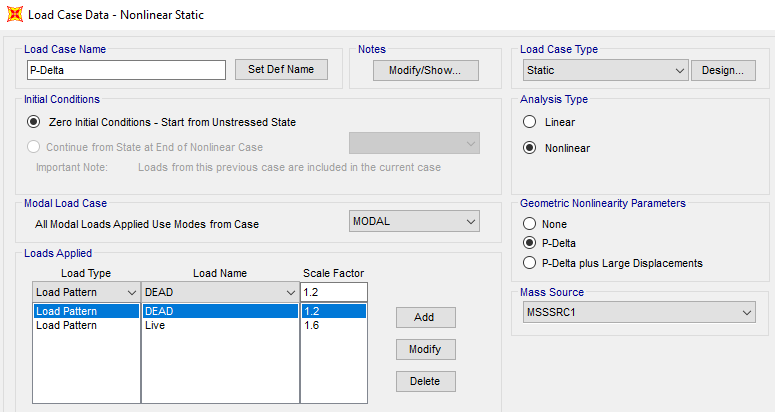 Load Case Data - Nonlinear Static
Load Case Name
P-Delta
Set Def Name
Notes
Modify/Show...
Load Case Type
Static
Design...
Initial Conditions
Zero Initial Conditions - Start from Unstressed State
Continue from State at End of Nonlinear Case
Important Note: Loads from this previous case are included in the current case
Analysis Type
Linear
Nonlinear
Modal Load Case
All Modal Loads Applied Use Modes from Case
MODAL
Geometric Nonlinearity Parameters
None
P-Delta
P-Delta plus Large Displacements
Loads Applied
Load Type Load Name Scale Factor
Load Pattern DEAD 1.2
Load Pattern DEAD 1.2
Load Pattern Live 1.6
Add
Modify
Delete
Mass Source
MSSSRC1